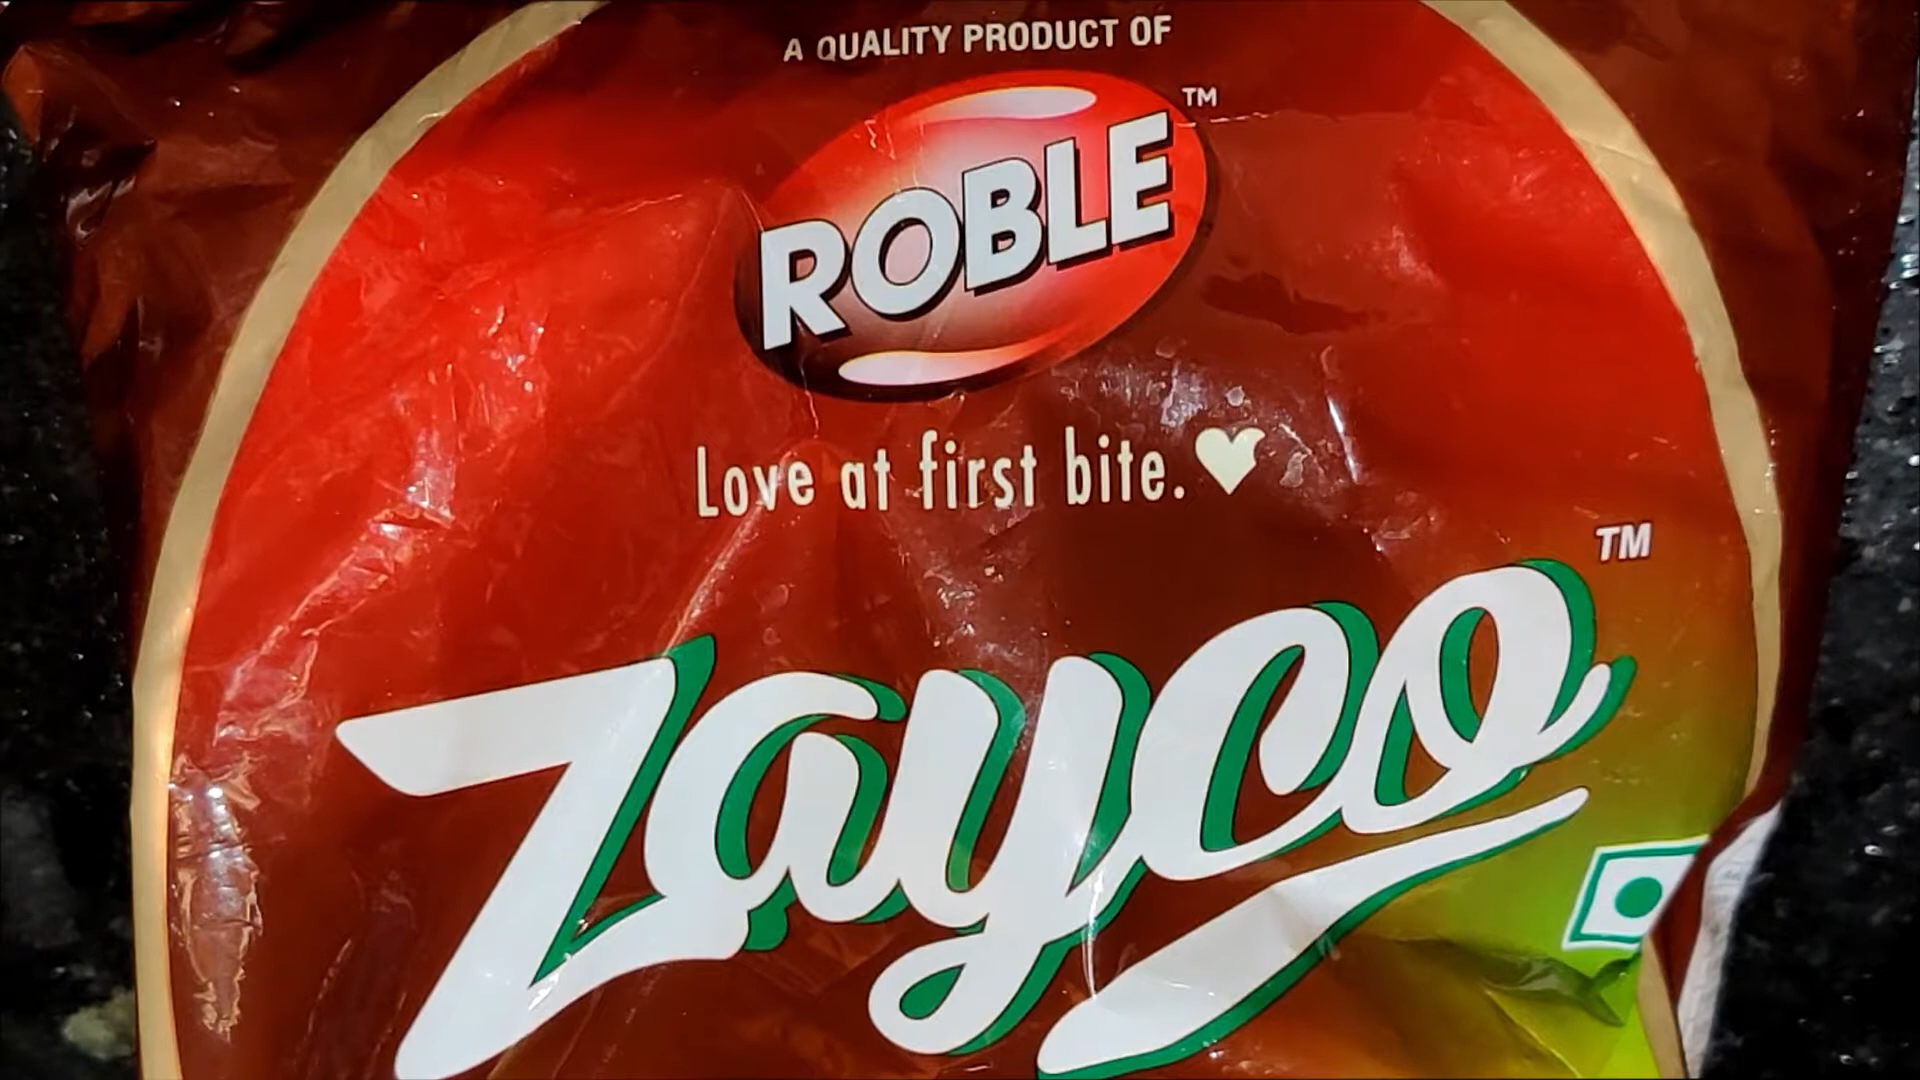 A QUALITY PRODUCT OF
ROBLE™
Love at first bite.
Zayco™